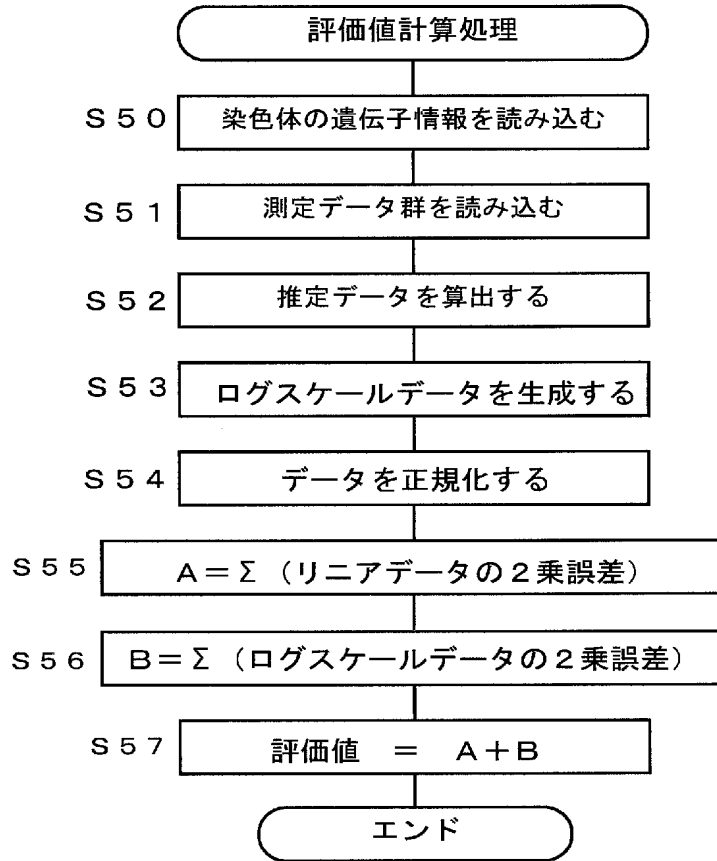 評価値計算処理
S50 染色体の遺伝子情報を読み込む
S51 測定データ群を読み込む
S52 推定データを算出する
S53 ログスケールデータを生成する
S54 データを正規化する
S55 A=Σ(リニアデータの2乗誤差)
S56 B=Σ(ログスケールデータの2乗誤差)
S57 評価値 = A+B
エンド